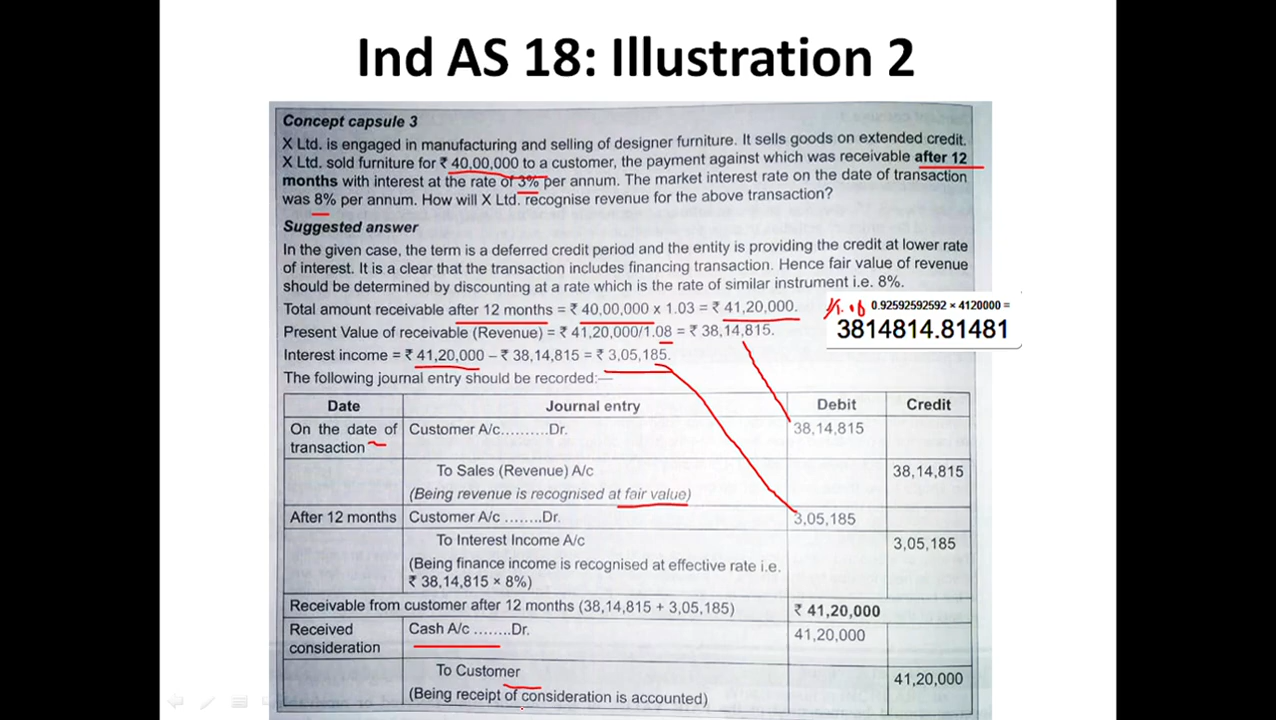 Ind AS 18: Illustration 2
Concept capsule 3
X Ltd. is engaged in manufacturing and selling of designer furniture. It sells goods on extended credit.
X Ltd. sold furniture for ₹ 40,00,000 to a customer, the payment against which was receivable after 12
months with interest at the rate of 3% per annum. The market interest rate on the date of transaction
was 8% per annum. How will X Ltd. recognise revenue for the above transaction?
Suggested answer
In the given case, the term is a deferred credit period and the entity is providing the credit at lower rate
of interest. It is a clear that the transaction includes financing transaction. Hence fair value of revenue
should be determined by discounting at a rate which is the rate of similar instrument i.e. 8%.
Total amount receivable after 12 months = ₹ 40,00,000 x 1.03 = ₹ 41,20,000.
1/1.08 0.92592592592 × 4120000 =
3814814.81481
Present Value of receivable (Revenue) = ₹ 41,20,000/1.08 = ₹ 38,14,815.
Interest income = ₹ 41,20,000 – ₹ 38,14,815 = ₹ 3,05,185.
The following journal entry should be recorded:—
Date Journal entry Debit Credit
On the date of Customer A/c..........Dr. 38,14,815
transaction
To Sales (Revenue) A/c 38,14,815
(Being revenue is recognised at fair value)
After 12 months Customer A/c ........Dr. 3,05,185
To Interest Income A/c 3,05,185
(Being finance income is recognised at effective rate i.e.
₹ 38,14,815 × 8%)
Receivable from customer after 12 months (38,14,815 + 3,05,185) ₹ 41,20,000
Received Cash A/c ........Dr. 41,20,000
consideration
To Customer 41,20,000
(Being receipt of consideration is accounted)